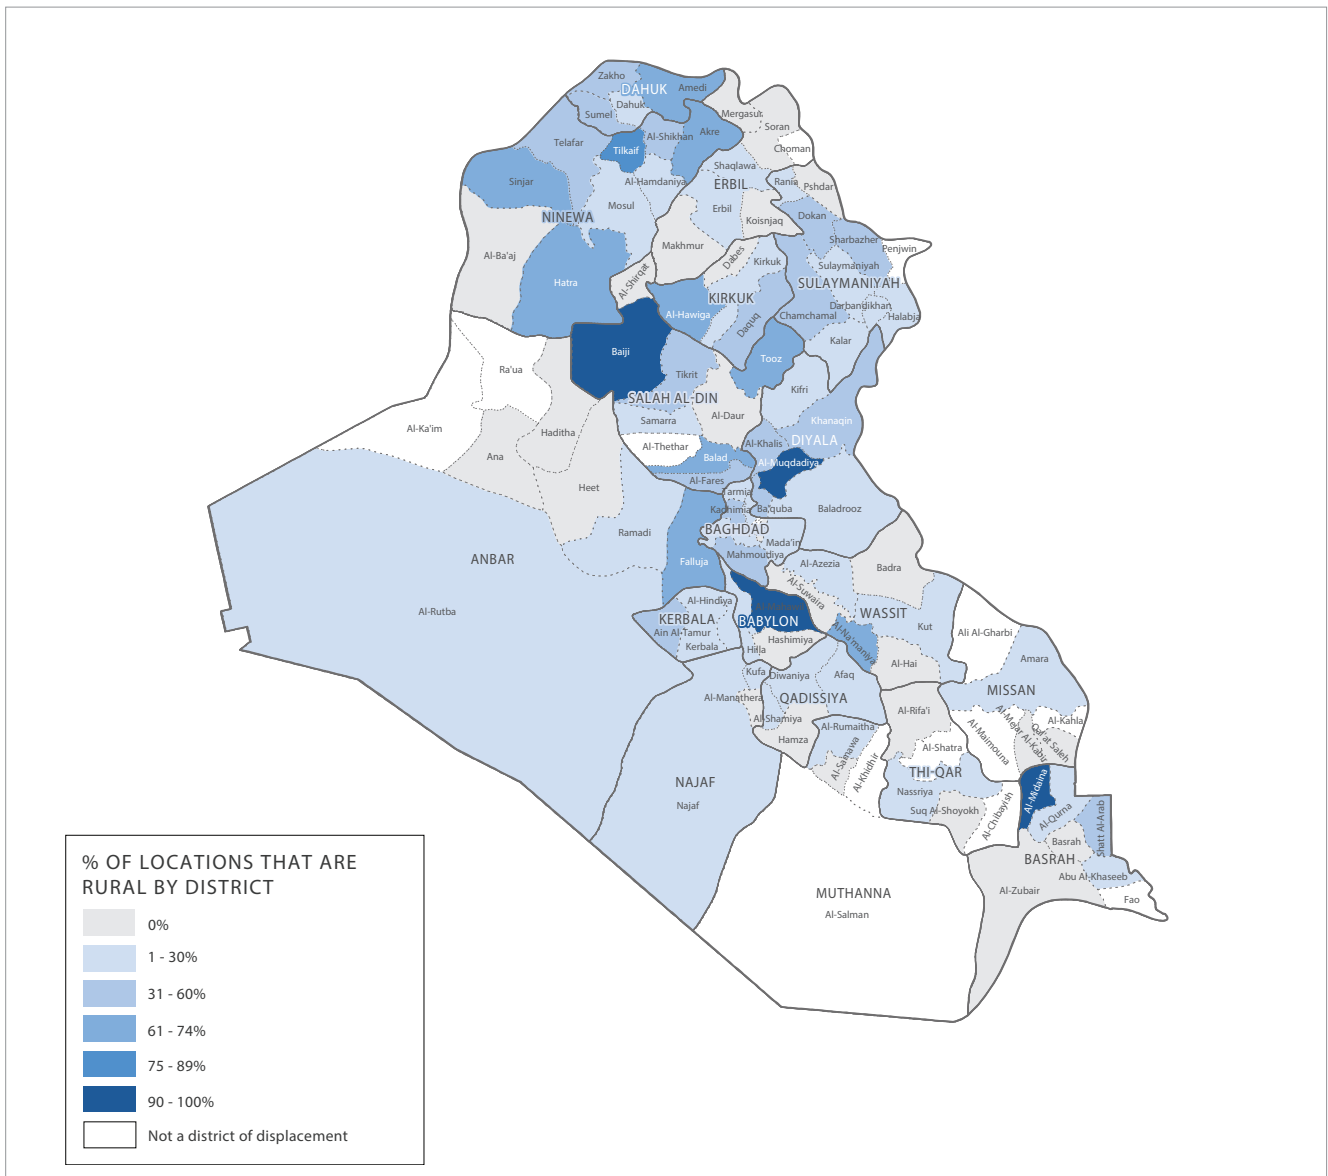 Zakho
DAHUK
Amedi
Dahuk
Sumel
Mergasur
Soran
Telafar
Al-Shikhan
Akre
Choman
Tilkaif
Shaqlawa
Sinjar
Al-Hamdaniya
ERBIL
Rania
Pshdar
Mosul
Erbil
NINEWA
Koisnjaq
Dokan
Makhmur
Sharbazher
Penjwin
Al-Ba'aj
Dabes
Kirkuk
Sulaymaniyah
Hatra
Al-Shirqat
SULAYMANIYAH
KIRKUK
Darbandikhan
Al-Hawiga
Daquq
Chamchamal
Halabja
Baiji
Kalar
Tooz
Ra'ua
Tikrit
Kifri
SALAH AL-DIN
Al-Daur
Samarra
Khanaqin
Al-Ka'im
Haditha
Al-Thethar
Al-Khalis
DIYALA
Ana
Balad
Al-Muqdadiya
Al-Fares
Heet
Tarmia
Kadhimia
Ba'quba
Baladrooz
Ramadi
BAGHDAD
Mada'in
ANBAR
Falluja
Mahmoudiya
Al-Azezia
Badra
Al-Suwaira
Al-Rutba
Al-Hindiya
KERBALA
BABYLON
WASSIT
Ain Al-Tamur
Kerbala
Hashimiya
Al-Na'maniya
Kut
Ali Al-Gharbi
Hilla
Amara
Al-Hai
Kufa
Diwaniya
Afaq
MISSAN
Al-Manathera
QADISSIYA
Al-Rifa'i
Al-Shamiya
Al-Rumaitha
Al-Maimouna
Al-Mejar Al-Kabir
Al-Kahla
Qal'at Saleh
Hamza
Al-Samawa
Al-Khidhir
Al-Shatra
THI-QAR
NAJAF
Najaf
Nassriya
Al-Midaina
Suq Al-Shoyokh
Al-Chibayish
Al-Qurna
Shatt Al-Arab
Basrah
BASRAH
Abu Al-Khaseeb
Al-Zubair
MUTHANNA
Fao
Al-Salman
% OF LOCATIONS THAT ARE
RURAL BY DISTRICT
0%
1 - 30%
31 - 60%
61 - 74%
75 - 89%
90 - 100%
Not a district of displacement